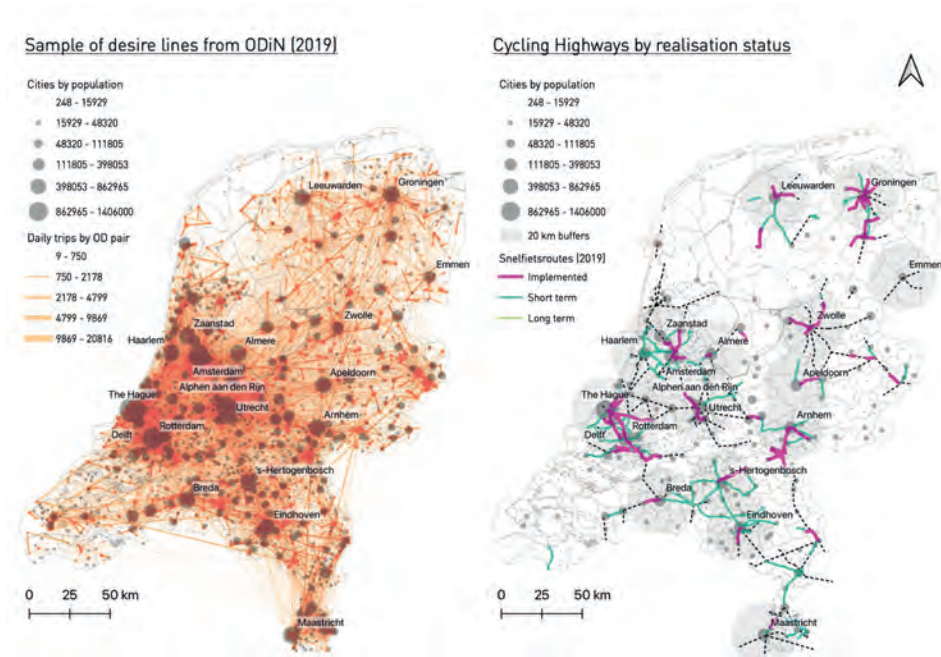 Sample of desire lines from ODiN (2019)
Cities by population
248 - 15929
15929 - 48320
48320 - 111805
111805 - 398053
398053 - 862965
862965 - 1406000
Daily trips by OD pair
9 - 750
750 - 2178
2178 - 4799
4799 - 9869
9869 - 20816
Leeuwarden
Groningen
Emmen
Zwolle
Zaanstad
Haarlem
Almere
Amsterdam
Apeldoorn
Alphen aan den Rijn
The Hague
Utrecht
Arnhem
Rotterdam
Delft
's-Hertogenbosch
Breda
Eindhoven
Maastricht
0 25 50 km
Cycling Highways by realisation status
Cities by population
248 - 15929
15929 - 48320
48320 - 111805
111805 - 398053
398053 - 862965
862965 - 1406000
20 km buffers
Snelfietsroutes (2019)
Implemented
Short term
Long term
Leeuwarden
Groningen
Emmen
Zwolle
Zaanstad
Haarlem
Almere
Amsterdam
Apeldoorn
Alphen aan den Rijn
The Hague
Utrecht
Arnhem
Rotterdam
Delft
's-Hertogenbosch
Breda
Eindhoven
Maastricht
0 25 50 km